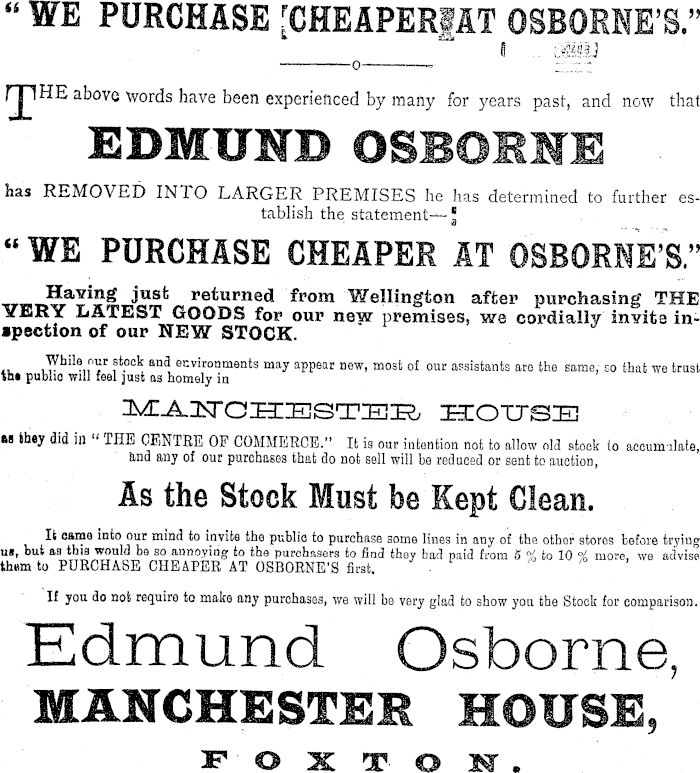 “ WE PURCHASE CHEAPER AT OSBORNE'S.”
THE above words have been experienced by many for years past, and now that
EDMUND OSBORNE
has REMOVED INTO LARGER PREMISES he has determined to further es-
tablish the statement—:
“ WE PURCHASE CHEAPER AT OSBORNE'S.”
Having just returned from Wellington after purchasing THE
VERY LATEST GOODS for our new premises, we cordially invite in-
spection of our NEW STOCK.
While our stock and environments may appear new, most of our assistants are the same, so that we trust
the public will feel just as homely in
MANCHESTER HOUSE
as they did in “ THE CENTRE OF COMMERCE.” It is our intention not to allow old stock to accumulate,
and any of our purchases that do not sell will be reduced or sent to auction,
As the Stock Must be Kept Clean.
It came into our mind to invite the public to purchase some lines in any of the other stores before trying
us, but as this would be so annoying to the purchasers to find they had paid from 5 % to 10 % more, we advise
them to PURCHASE CHEAPER AT OSBORNE'S first.
If you do not require to make any purchases, we will be very glad to show you the Stock for comparison.
Edmund Osborne,
MANCHESTER HOUSE,
FOXTON.